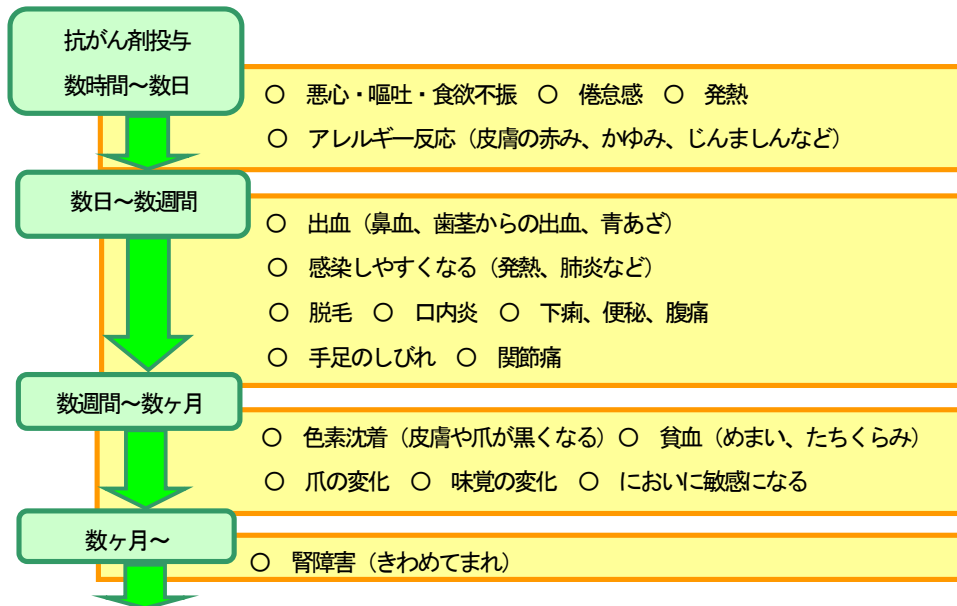 抗がん剤投与
数時間～数日
○ 悪心・嘔吐・食欲不振 ○ 倦怠感 ○ 発熱
○ アレルギー反応（皮膚の赤み、かゆみ、じんましんなど）
数日～数週間
○ 出血（鼻血、歯茎からの出血、青あざ）
○ 感染しやすくなる（発熱、肺炎など）
○ 脱毛 ○ 口内炎 ○ 下痢、便秘、腹痛
○ 手足のしびれ ○ 関節痛
数週間～数ヶ月
○ 色素沈着（皮膚や爪が黒くなる）○ 貧血（めまい、たちくらみ）
○ 爪の変化 ○ 味覚の変化 ○ においに敏感になる
数ヶ月～
○ 腎障害（きわめてまれ）